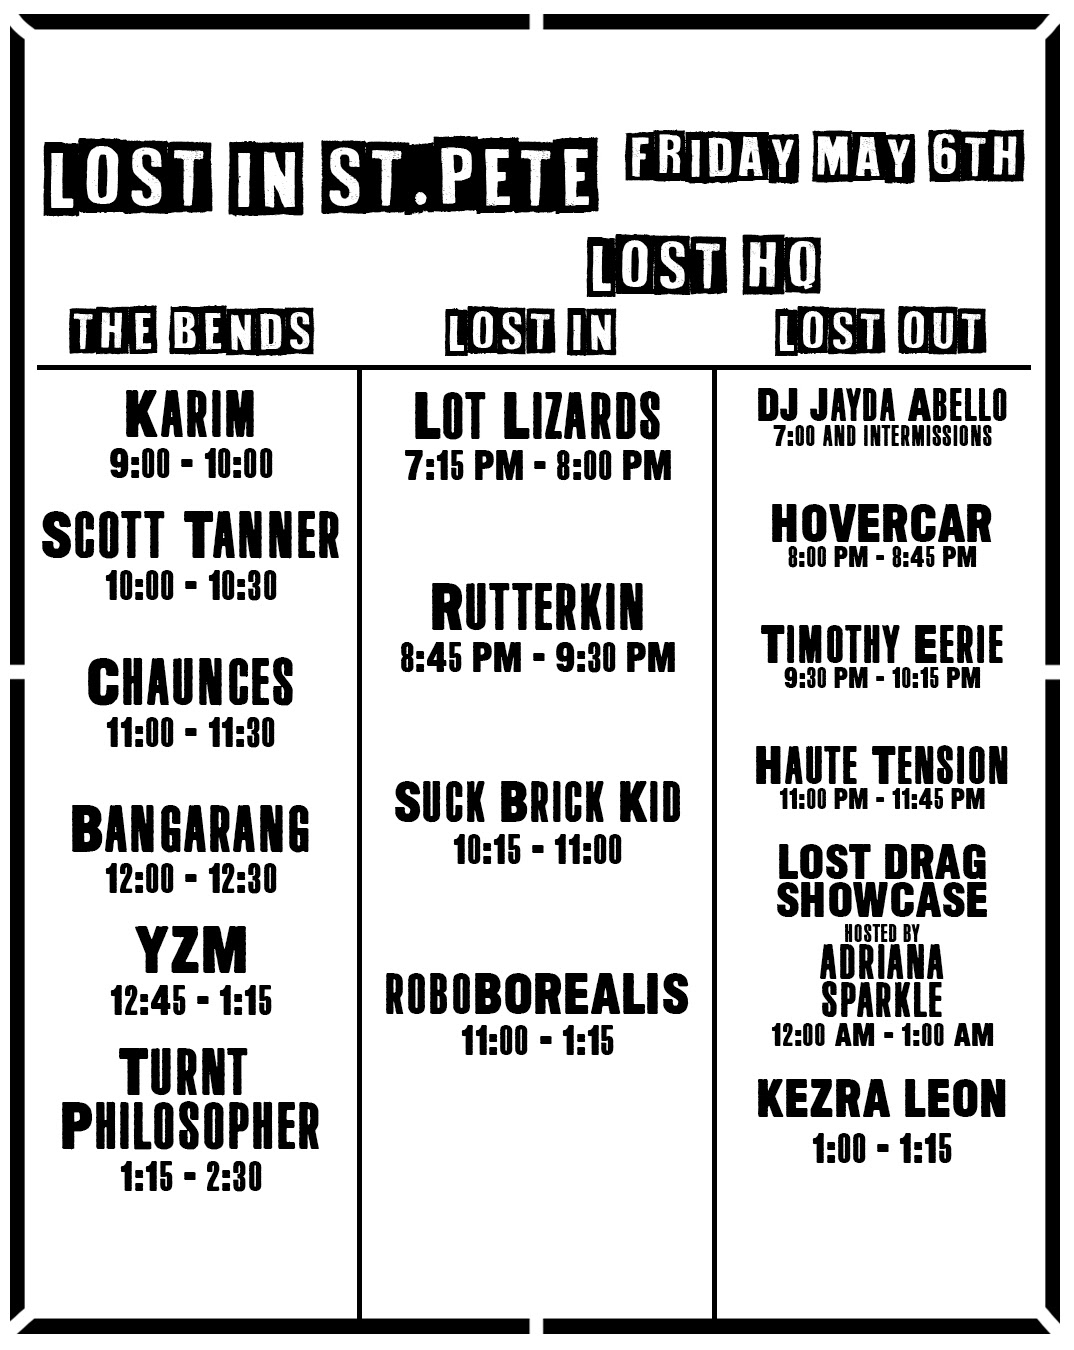 LOST IN ST. PETE
FRIDAY MAY 6TH
LOST HQ
THE BENDS
KARIM
9:00 - 10:00
SCOTT TANNER
10:00 - 10:30
CHAUNCES
11:00 - 11:30
BANGARANG
12:00 - 12:30
YZM
12:45 - 1:15
TURNT
PHILOSOPHER
1:15 - 2:30
LOST IN
LOT LIZARDS
7:15 PM - 8:00 PM
RUTTERKIN
8:45 PM - 9:30 PM
SUCK BRICK KID
10:15 - 11:00
ROBOBOREALIS
11:00 - 1:15
LOST OUT
DJ JAYDA ABELLO
7:00 AND INTERMISSIONS
HOVERCAR
8:00 PM - 8:45 PM
TIMOTHY EERIE
9:30 PM - 10:15 PM
HAUTE TENSION
11:00 PM - 11:45 PM
LOST DRAG
SHOWCASE
HOSTED BY
ADRIANA
SPARKLE
12:00 AM - 1:00 AM
KEZRA LEON
1:00 - 1:15